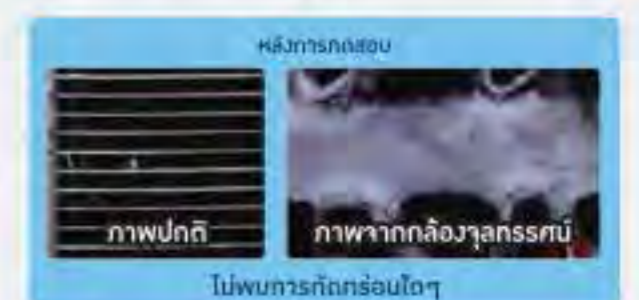 หลังการทดสอบ
ภาพปกติ
ภาพจากกล้องจุลทรรศน์
ไม่พบการกัดกร่อนใดๆ